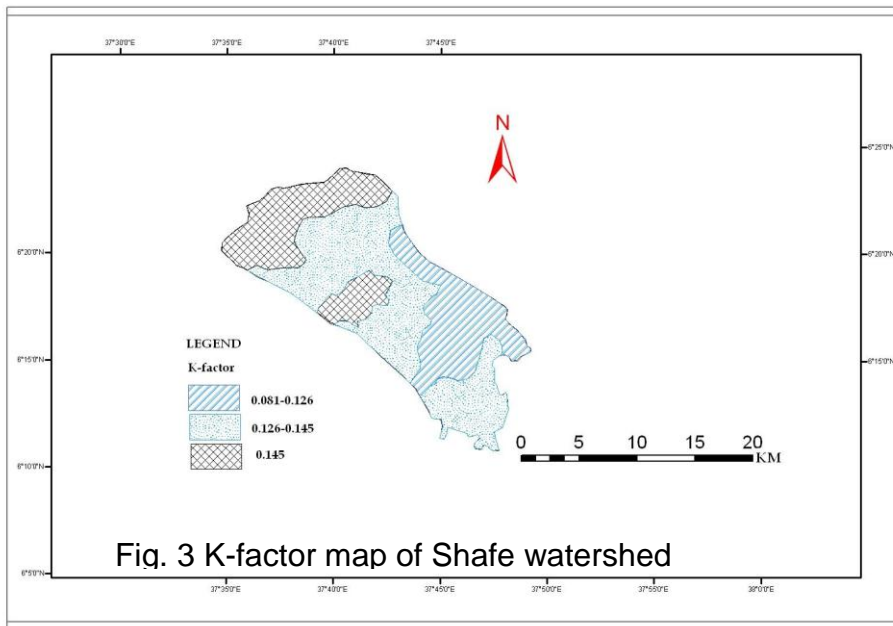 37°30'0"E 37°35'0"E 37°40'0"E 37°45'0"E
N
6°25'0"N
6°20'0"N 6°20'0"N
6°15'0"N 6°15'0"N
LEGEND
K-factor
0.081-0.126
0.126-0.145
0.145
0 5 10 15 20
KM
6°10'0"N
Fig. 3 K-factor map of Shafe watershed
6°5'0"N
37°35'0"E 37°40'0"E 37°45'0"E 37°50'0"E 37°55'0"E 38°0'0"E